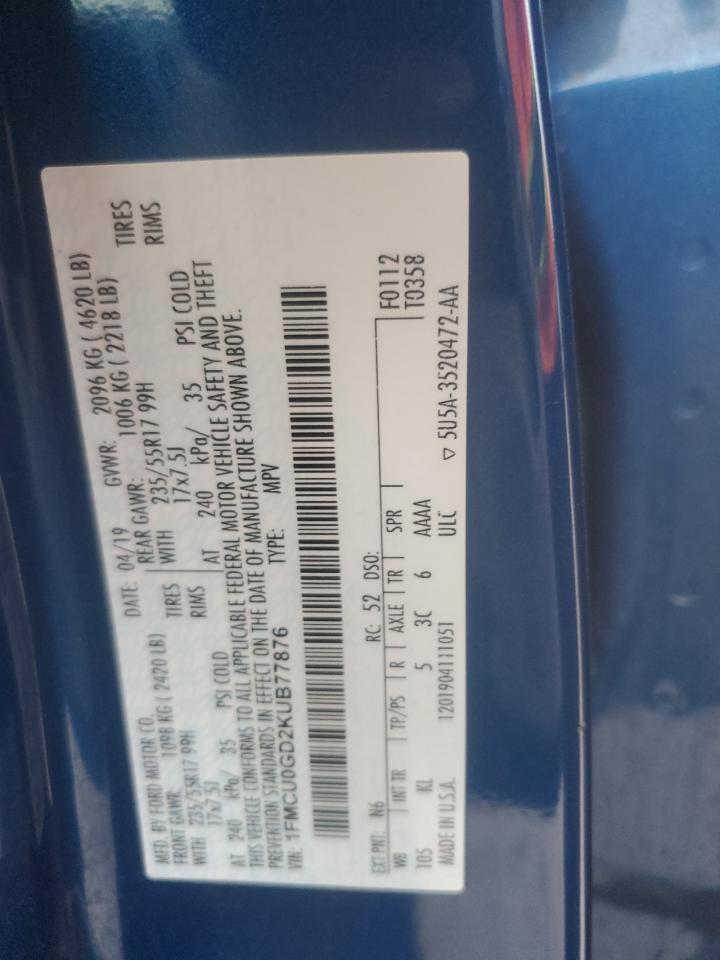 MFD. BY FORD MOTOR CO. DATE: 04/19 GVWR: 2096 KG ( 4620 LB)
FRONT GAWR: 1098 KG ( 2420 LB) REAR GAWR: 1006 KG ( 2218 LB)
WITH 235/55R17 99H TIRES WITH 235/55R17 99H TIRES
17x7.5J RIMS 17x7.5J RIMS
AT 240 kPa/ 35 PSI COLD AT 240 kPa/ 35 PSI COLD
THIS VEHICLE CONFORMS TO ALL APPLICABLE FEDERAL MOTOR VEHICLE SAFETY AND THEFT
PREVENTION STANDARDS IN EFFECT ON THE DATE OF MANUFACTURE SHOWN ABOVE.
VIN: 1FMCU0GD2KUB77876 TYPE: MPV
EXT PNT: N6 RC: 52 DSO: F0112
WB INT TR TP/PS R AXLE TR SPR T0358
105 KL 5 3C 6 AAAA
MADE IN U.S.A. 1201904111051 ULC ▽ 5U5A-3520472-AA